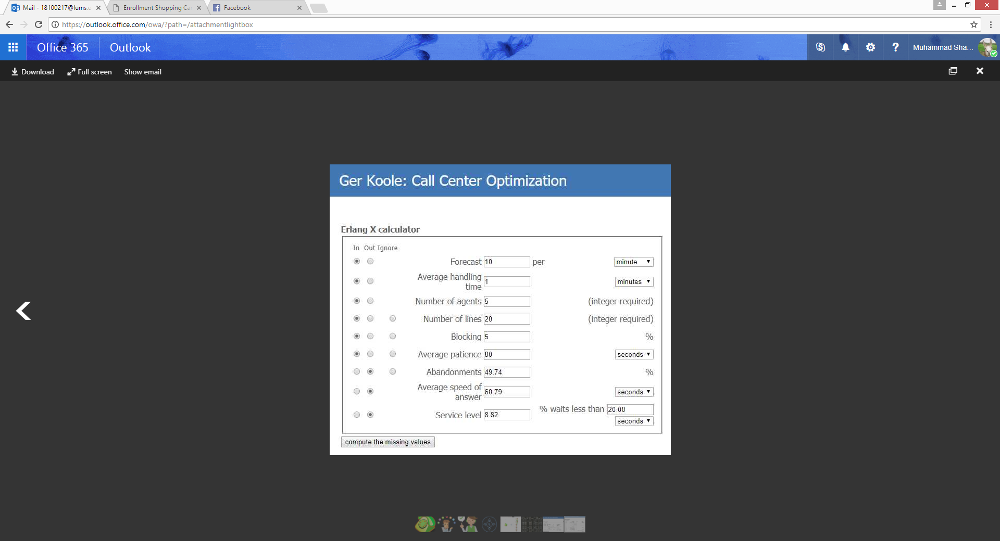 Mail - 18100217@lums.e
Enrollment Shopping Ca
Facebook
https://outlook.office.com/owa/?path=/attachmentlightbox
Office 365
Outlook
Muhammad Sha...
Download
Full screen
Show email
Ger Koole: Call Center Optimization
Erlang X calculator
In Out Ignore
Forecast 10 per minute
Average handling time 1 minutes
Number of agents 5 (integer required)
Number of lines 20 (integer required)
Blocking 5 %
Average patience 80 seconds
Abandonments 49.74 %
Average speed of answer 60.79 seconds
Service level 8.82 % waits less than 20.00 seconds
compute the missing values